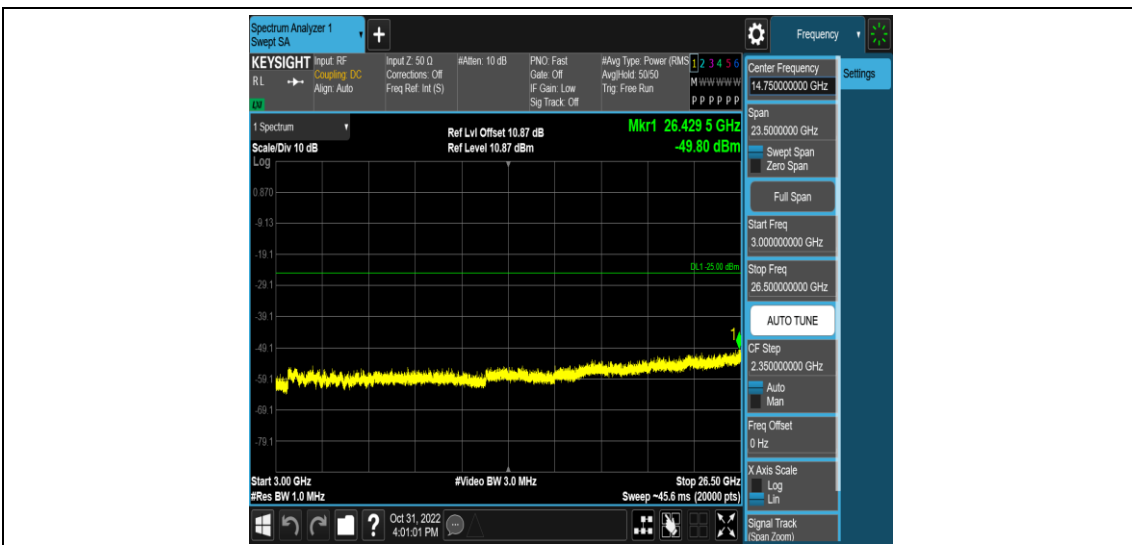 Spectrum Analyzer 1
Swept SA
+
Frequency
KEYSIGHT
RL
LXI
Input: RF
Coupling: DC
Align: Auto
Input Z: 50 Ω
Corrections: Off
Freq Ref: Int (S)
#Atten: 10 dB
PNO: Fast
Gate: Off
IF Gain: Low
Sig Track: Off
#Avg Type: Power (RMS
Avg|Hold: 50/50
Trig: Free Run
1 2 3 4 5 6
M W W W W W
P P P P P P
1 Spectrum
Scale/Div 10 dB
Log
Ref Lvl Offset 10.87 dB
Ref Level 10.87 dBm
Mkr1 26.429 5 GHz
-49.80 dBm
0.870
-9.13
-19.1
DL1 -25.00 dBm
-29.1
-39.1
1
-49.1
-59.1
-69.1
-79.1
Start 3.00 GHz
#Res BW 1.0 MHz
#Video BW 3.0 MHz
Stop 26.50 GHz
Sweep ~45.6 ms (20000 pts)
?
Oct 31, 2022
4:01:01 PM
Center Frequency
14.750000000 GHz
Settings
Span
23.5000000 GHz
Swept Span
Zero Span
Full Span
Start Freq
3.000000000 GHz
Stop Freq
26.500000000 GHz
AUTO TUNE
CF Step
2.350000000 GHz
Auto
Man
Freq Offset
0 Hz
X Axis Scale
Log
Lin
Signal Track
(Span Zoom)